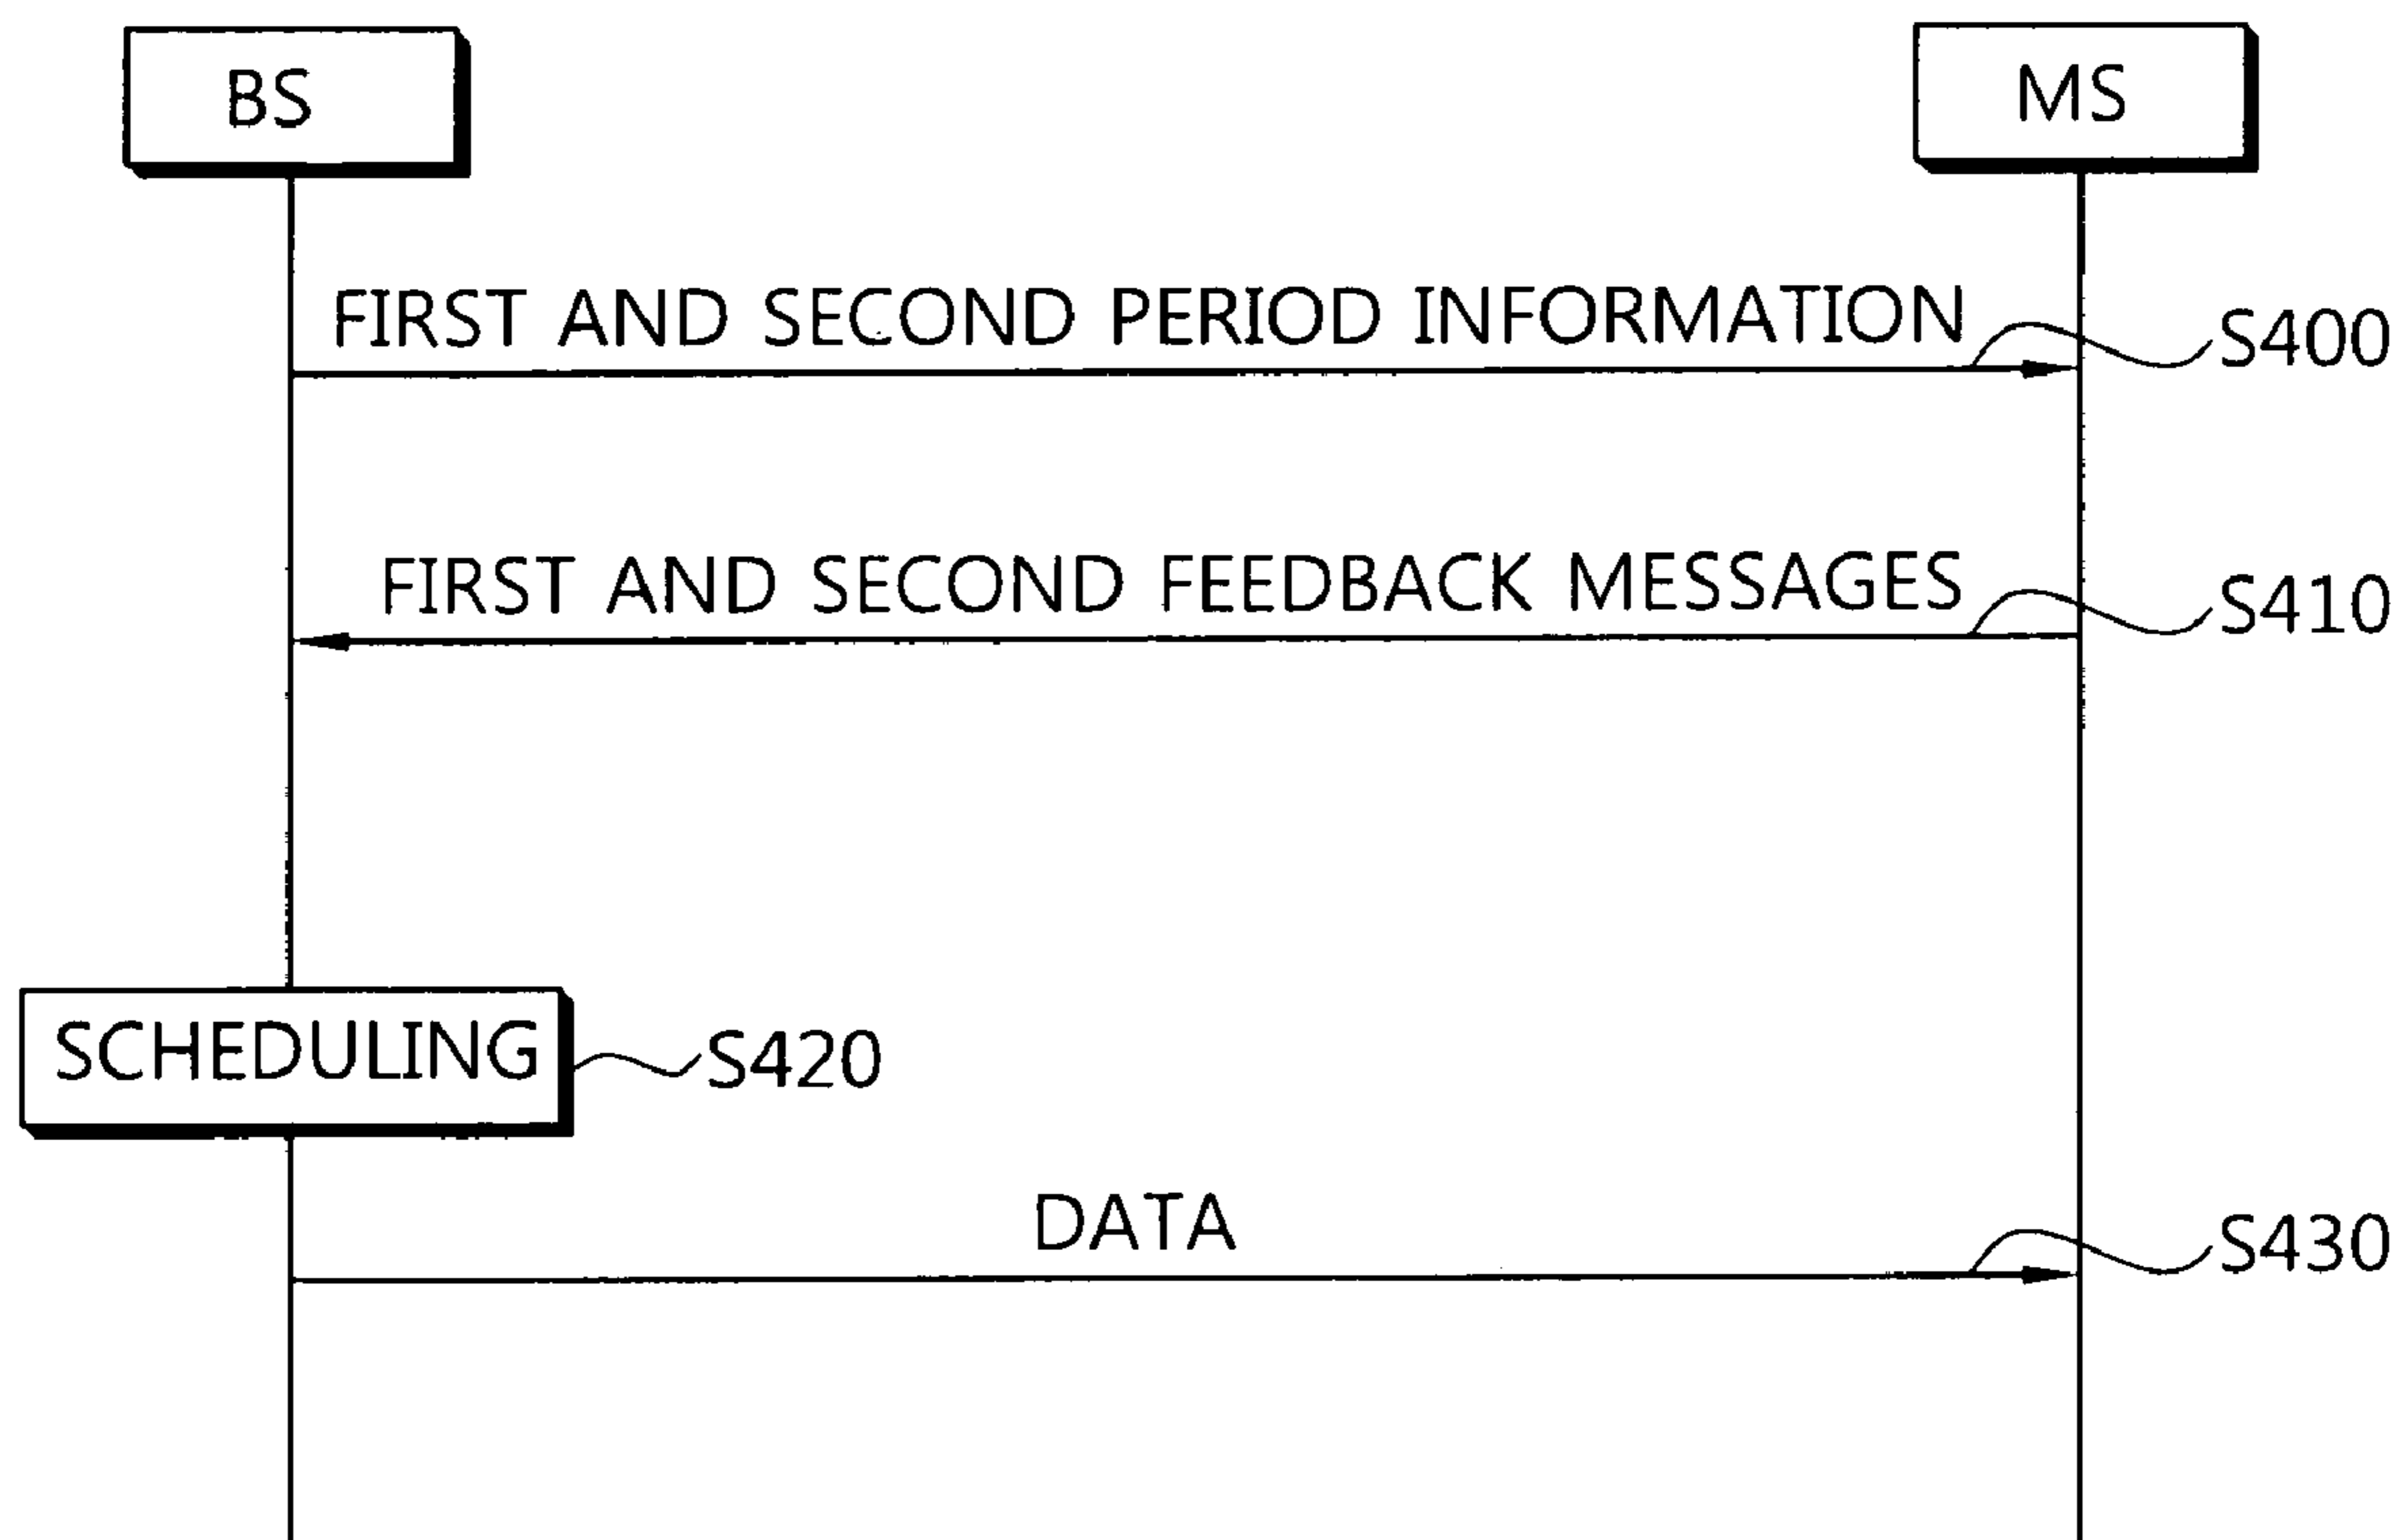 BS
MS
FIRST AND SECOND PERIOD INFORMATION
S400
FIRST AND SECOND FEEDBACK MESSAGES
S410
SCHEDULING
S420
DATA
S430